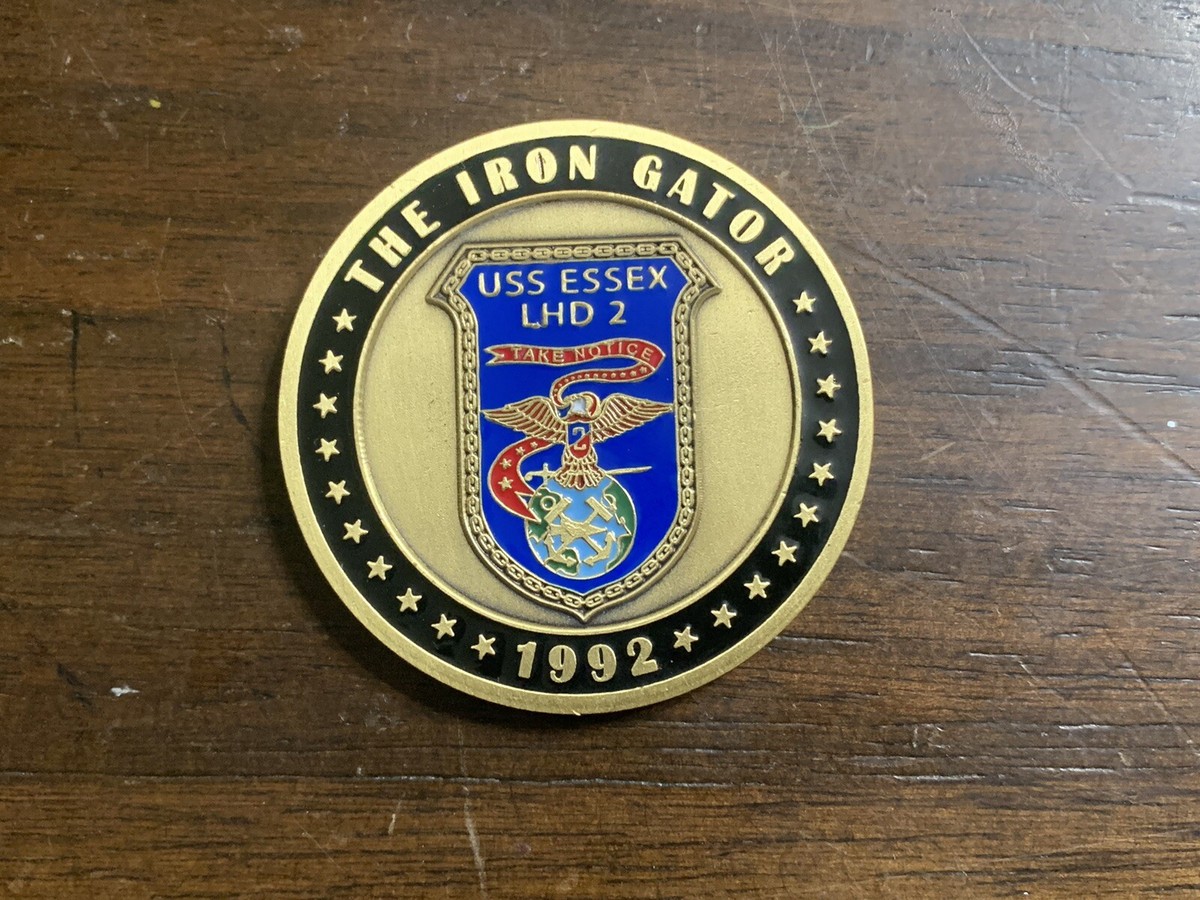 THE IRON GATOR
USS ESSEX
LHD 2
TAKE NOTICE
2
1992